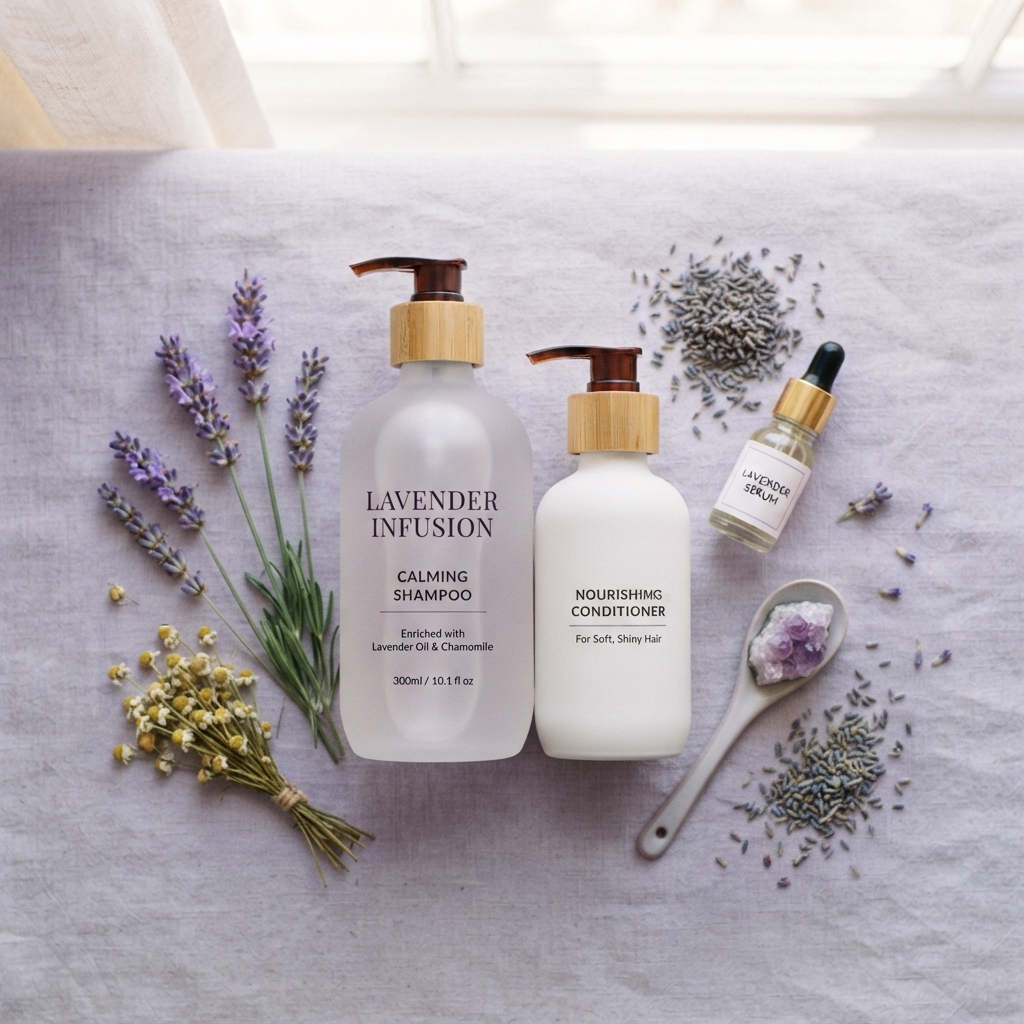 LAVENDER
INFUSION
CALMING
SHAMPOO
Enriched with
Lavender Oil & Chamomile
300ml / 10.1 fl oz
NOURISHING
CONDITIONER
For Soft, Shiny Hair
LAVENDER
SERUM